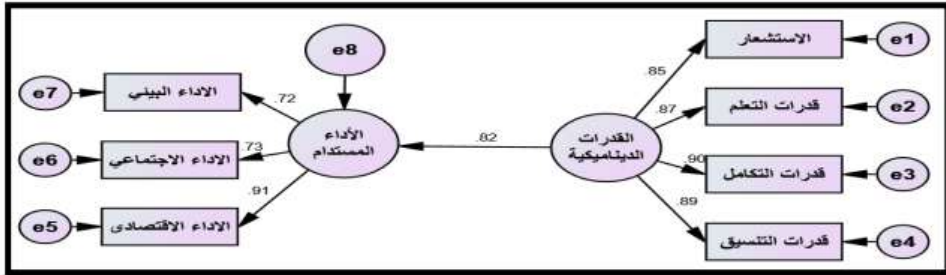 e8
e1
الاستشعار
.85
e7
الاداء البيئي
.72
e2
قدرات التعلم
.87
الأداء
المستدام
.82
القدرات
الديناميكية
e6
الاداء الاجتماعي
.73
e3
قدرات التكامل
.90
e5
الاداء الاقتصادى
.91
e4
قدرات التنسيق
.89